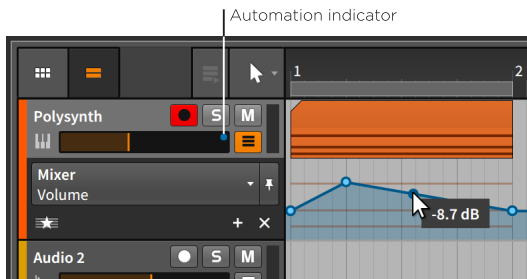 Automation indicator
1
2
Polysynth
S
M
Mixer
Volume
-8.7 dB
Audio 2
S
M